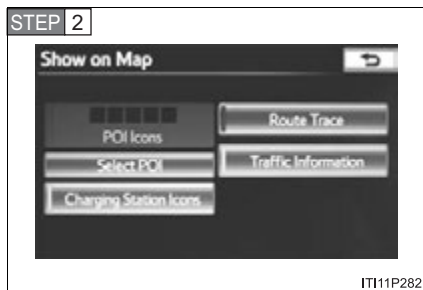 STEP 2
Show on Map
POI Icons
Route Trace
Select POI
Traffic Information
Charging Station Icons
ITI11P282